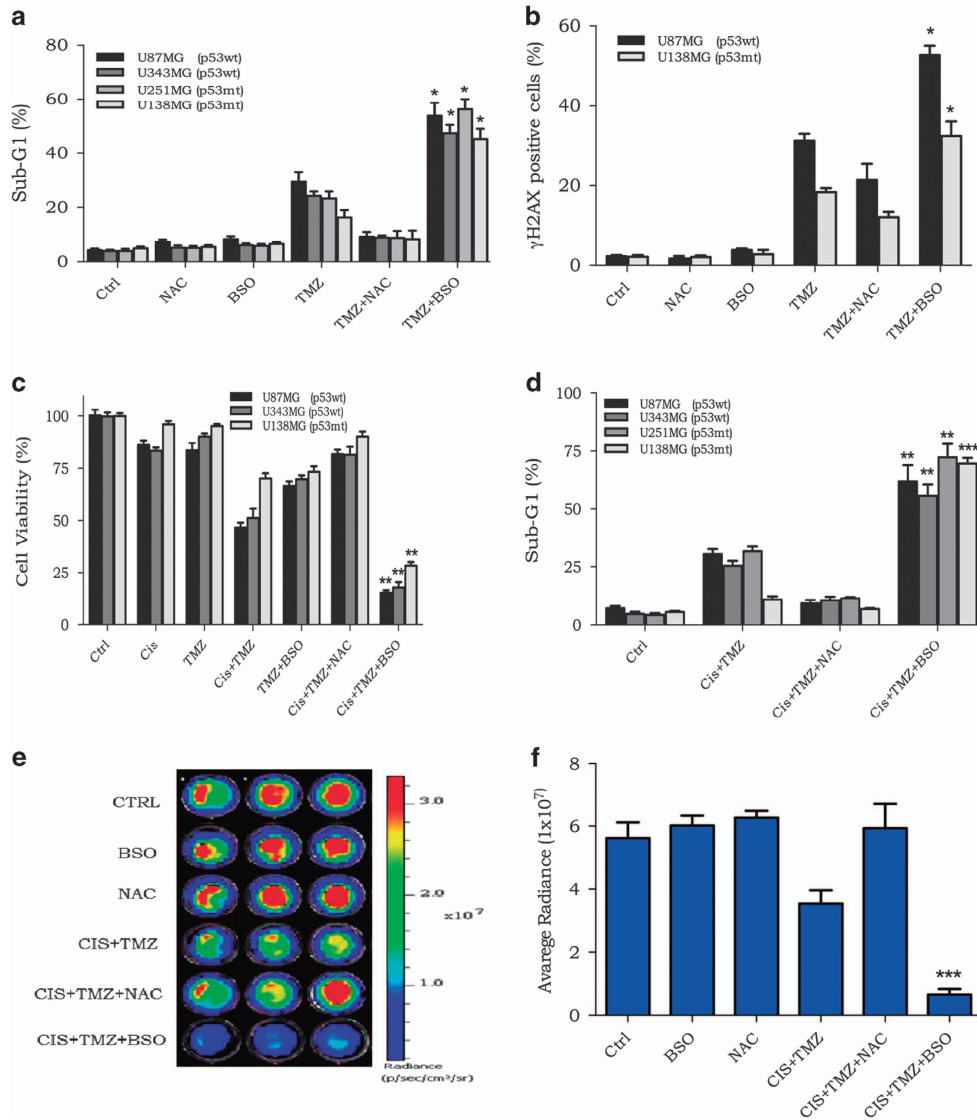 a
80
60
40
20
0
Sub-G1 (%)
U87MG (p53wt)
U343MG (p53wt)
U251MG (p53mt)
U138MG (p53mt)
* * * *
Ctrl
NAC
BSO
TMZ
TMZ+NAC
TMZ+BSO
b
60
40
20
0
γH2AX positive cells (%)
U87MG (p53wt)
U138MG (p53mt)
* *
Ctrl
NAC
BSO
TMZ
TMZ+NAC
TMZ+BSO
c
100
75
50
25
0
Cell Viability (%)
U87MG (p53wt)
U343MG (p53wt)
U138MG (p53mt)
** ** **
Ctrl
Cis
TMZ
Cis+TMZ
TMZ+BSO
Cis+TMZ+NAC
Cis+TMZ+BSO
d
100
75
50
25
0
Sub-G1 (%)
U87MG (p53wt)
U343MG (p53wt)
U251MG (p53mt)
U138MG (p53mt)
** ** ** ***
Ctrl
Cis+TMZ
Cis+TMZ+NAC
Cis+TMZ+BSO
e
CTRL
BSO
NAC
CIS+TMZ
CIS+TMZ+NAC
CIS+TMZ+BSO
3.0
2.0
x10⁷
1.0
Radiance
(p/sec/cm²/sr)
f
8
6
4
2
0
Avarege Radiance (1x10⁷)
***
Ctrl
BSO
NAC
CIS+TMZ
CIS+TMZ+NAC
CIS+TMZ+BSO